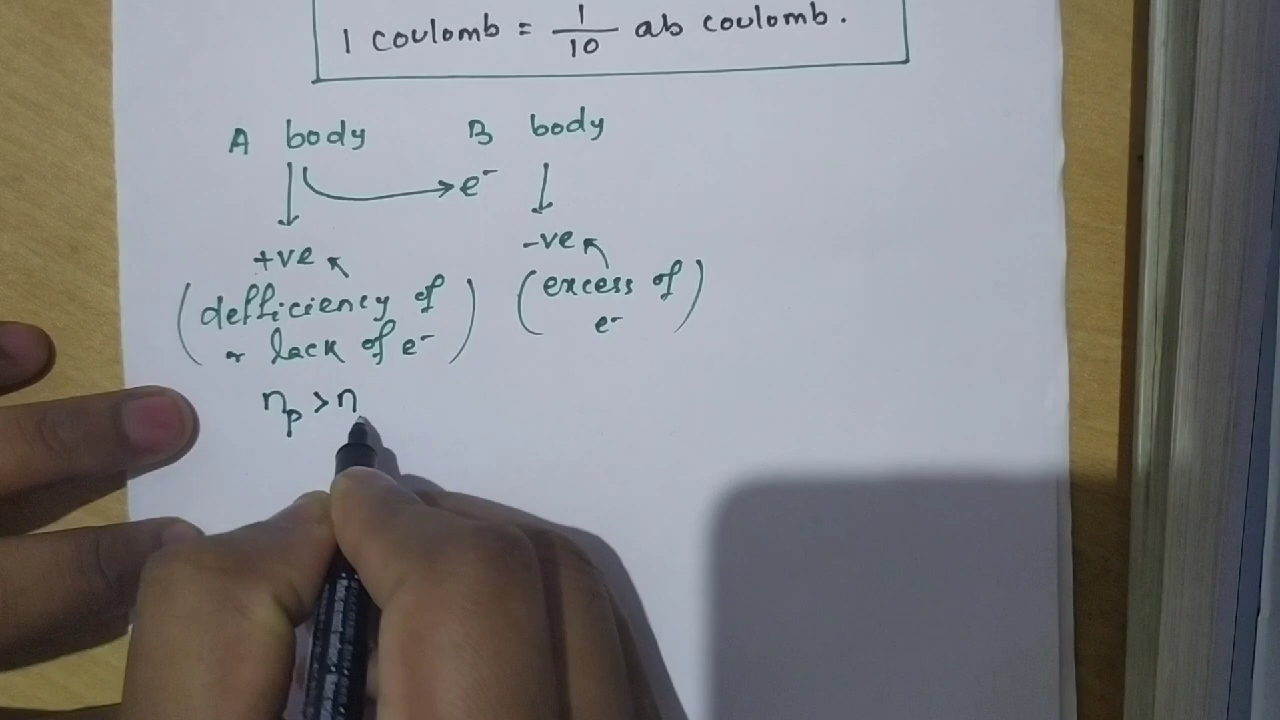 1 coulomb = 1/10 ab coulomb.
A body B body
e⁻
+ve -ve
(defficiency of (excess of)
or lack of e⁻) e⁻
np > n